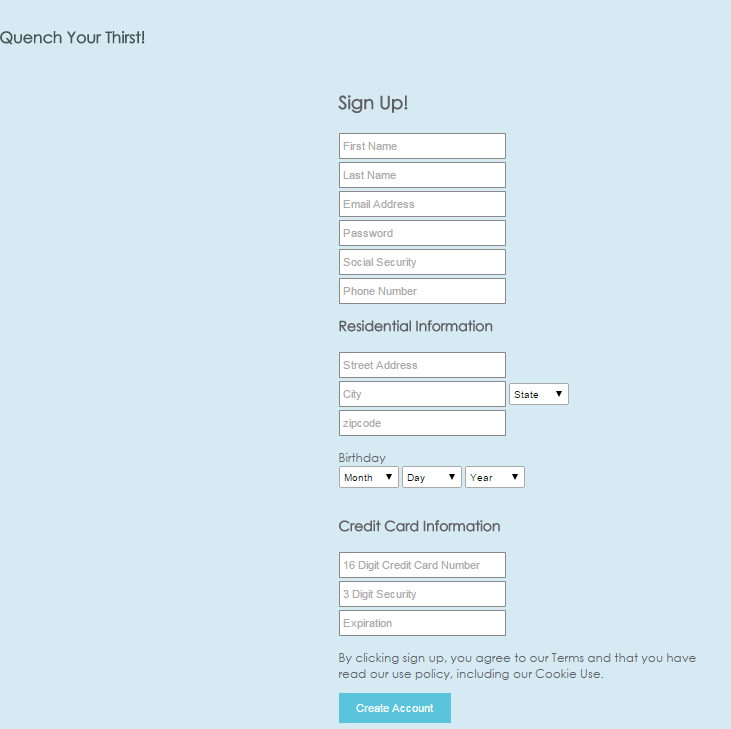 Quench Your Thirst!
Sign Up!
First Name
Last Name
Email Address
Password
Social Security
Phone Number
Residential Information
Street Address
City State
zipcode
Birthday
Month Day Year
Credit Card Information
16 Digit Credit Card Number
3 Digit Security
Expiration
By clicking sign up, you agree to our Terms and that you have
read our use policy, including our Cookie Use.
Create Account